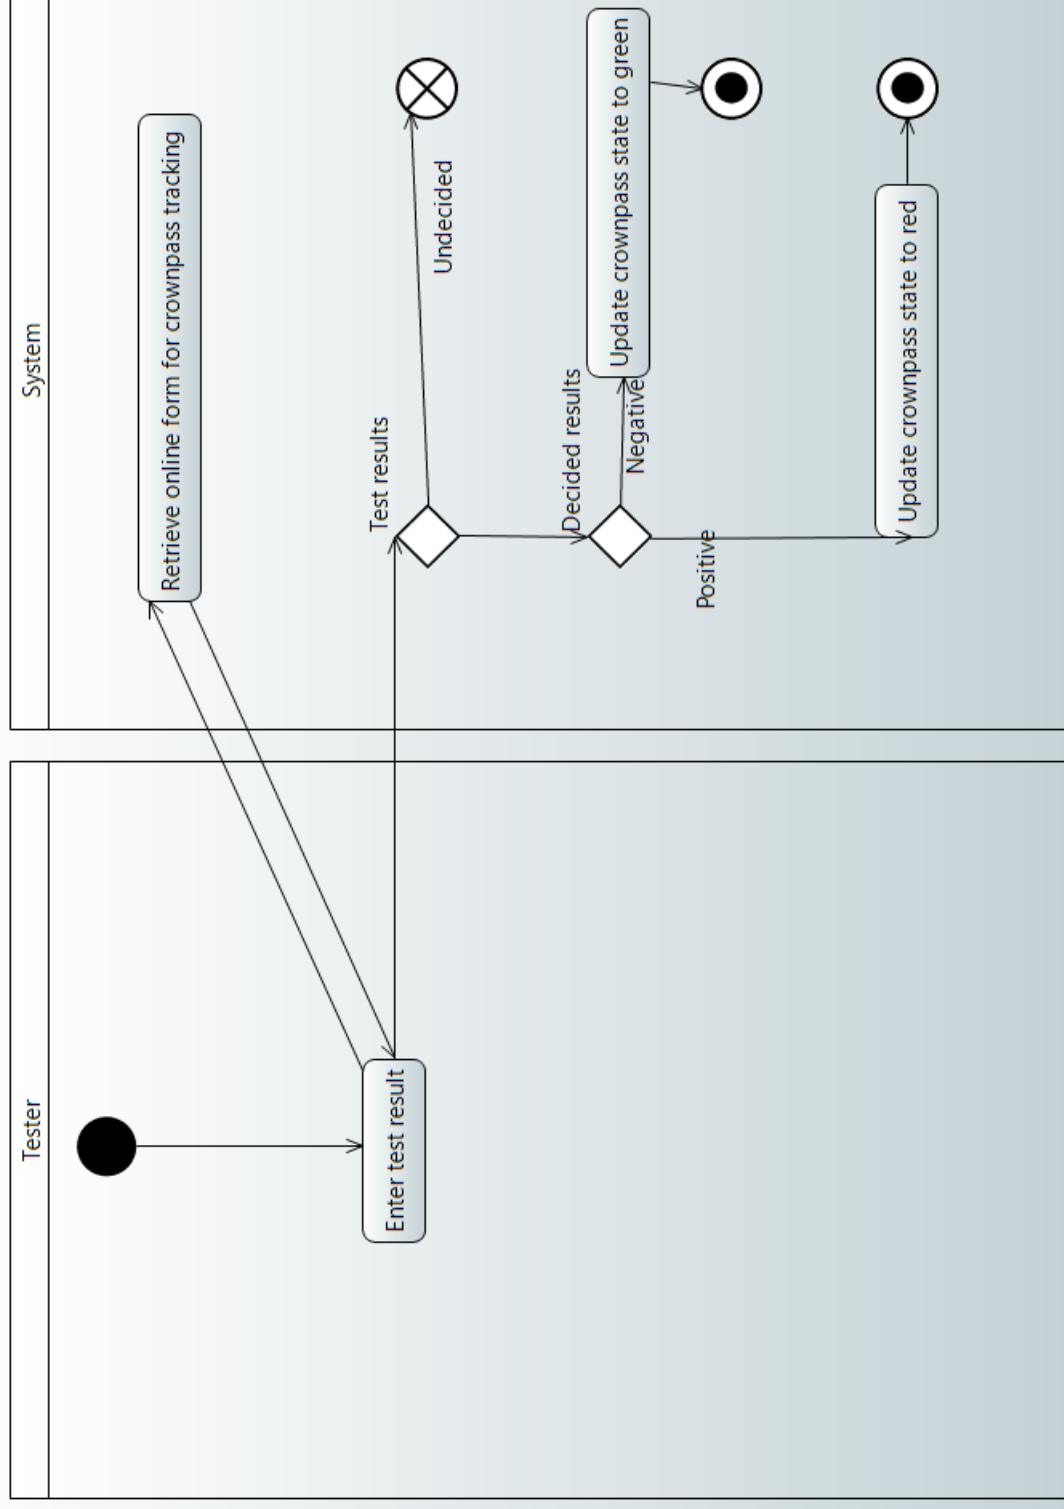 Tester
System
Retrieve online form for crownpass tracking
Enter test result
Test results
Undecided
Decided results
Negative
Update crownpass state to green
Positive
Update crownpass state to red